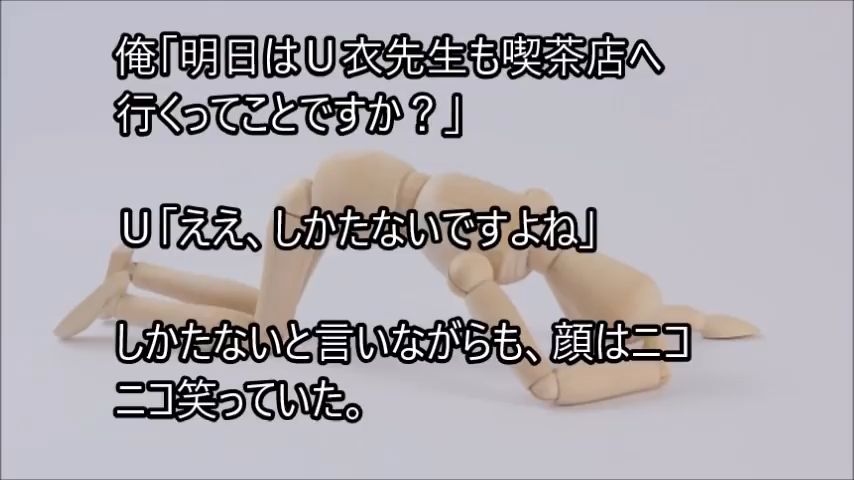 俺｢明日はＵ衣先生も喫茶店へ
行くってことですか？｣
Ｕ｢ええ、しかたないですよね｣
しかたないと言いながらも、顔はニコ
ニコ笑っていた。